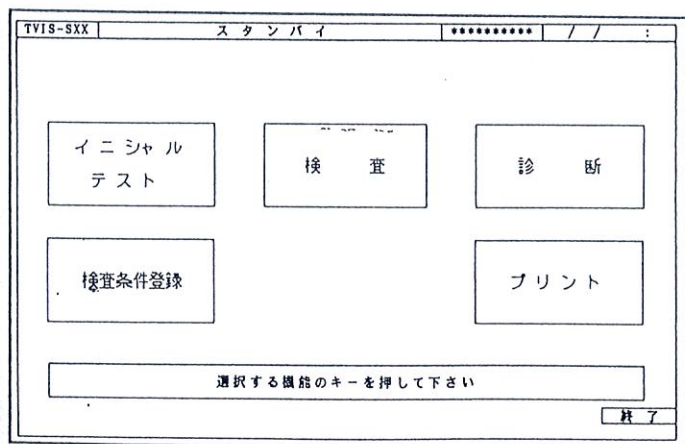 TVIS-SXX スタンバイ ********** / / :
イニシャル
テスト
検 査
診 断
検査条件登録
プリント
選択する機能のキーを押して下さい
終 了